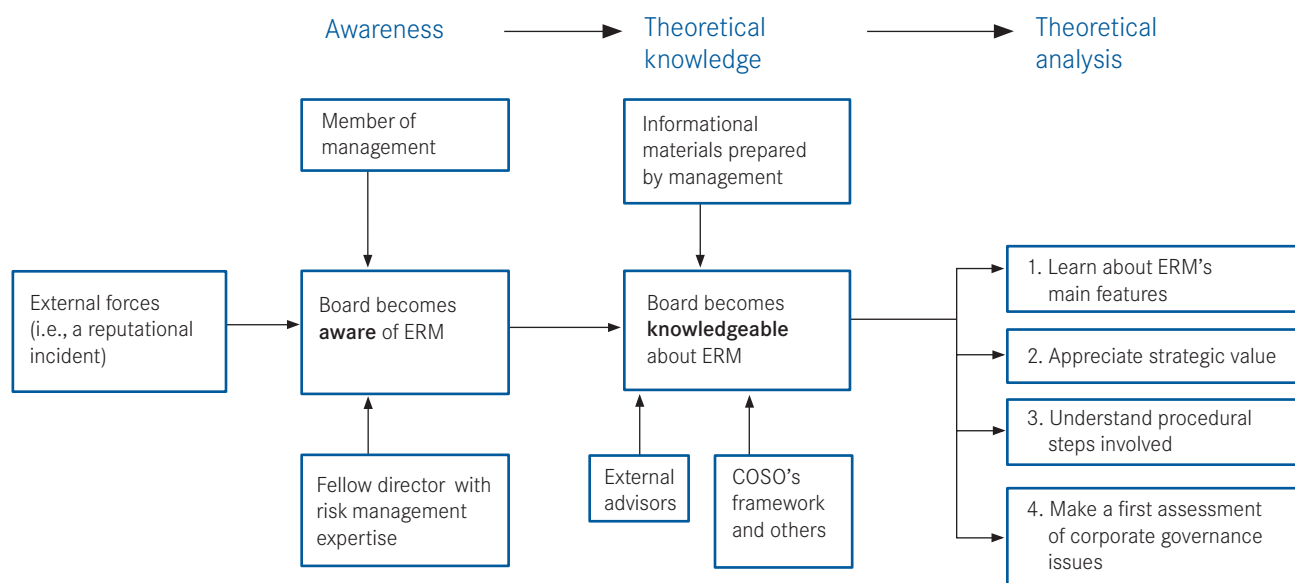 Awareness
Theoretical
knowledge
Theoretical
analysis
Member of
management
Informational
materials prepared
by management
External forces
(i.e., a reputational
incident)
Board becomes
aware of ERM
Board becomes
knowledgeable
about ERM
1. Learn about ERM’s
main features
2. Appreciate strategic value
3. Understand procedural
steps involved
4. Make a first assessment
of corporate governance
issues
Fellow director with
risk management
expertise
External
advisors
COSO’s
framework
and others